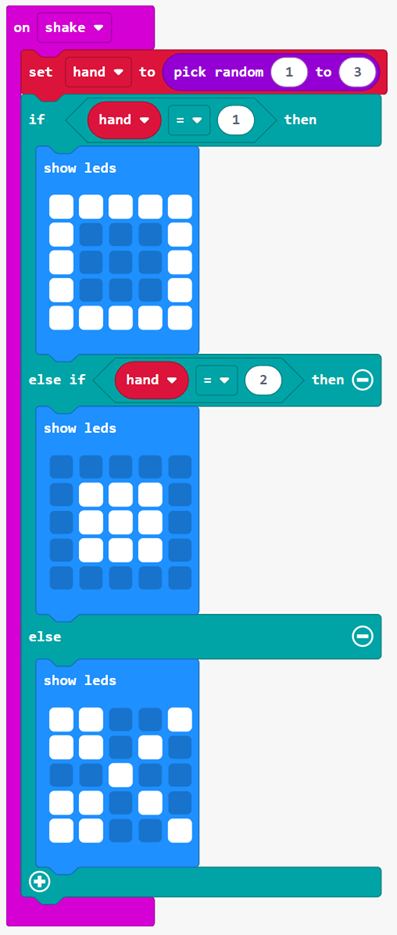 on shake
set hand to pick random 1 to 3
if hand = 1 then
show leds
else if hand = 2 then
show leds
else
show leds